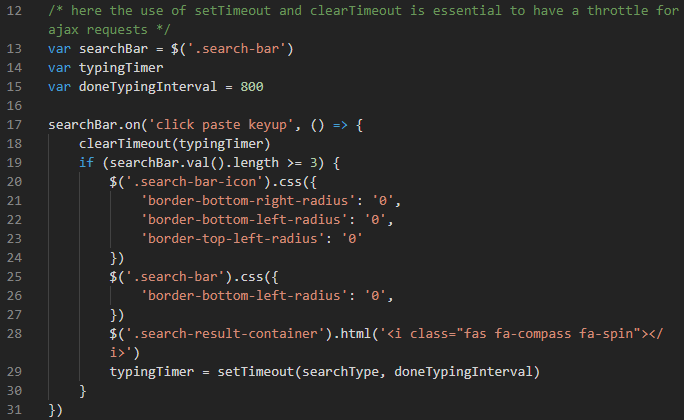 12 /* here the use of setTimeout and clearTimeout is essential to have a throttle for
ajax requests */
13 var searchBar = $('.search-bar')
14 var typingTimer
15 var doneTypingInterval = 800
16
17 searchBar.on('click paste keyup', () => {
18     clearTimeout(typingTimer)
19     if (searchBar.val().length >= 3) {
20         $('.search-bar-icon').css({
21             'border-bottom-right-radius': '0',
22             'border-bottom-left-radius': '0',
23             'border-top-left-radius': '0'
24         })
25         $('.search-bar').css({
26             'border-bottom-left-radius': '0',
27         })
28         $('.search-result-container').html('<i class="fas fa-compass fa-spin"></
i>')
29         typingTimer = setTimeout(searchType, doneTypingInterval)
30     }
31 })